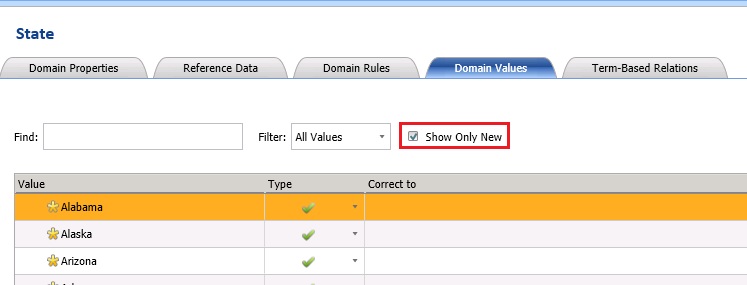 State
Domain Properties Reference Data Domain Rules Domain Values Term-Based Relations
Find: Filter: All Values Show Only New
Value Type Correct to
Alabama
Alaska
Arizona